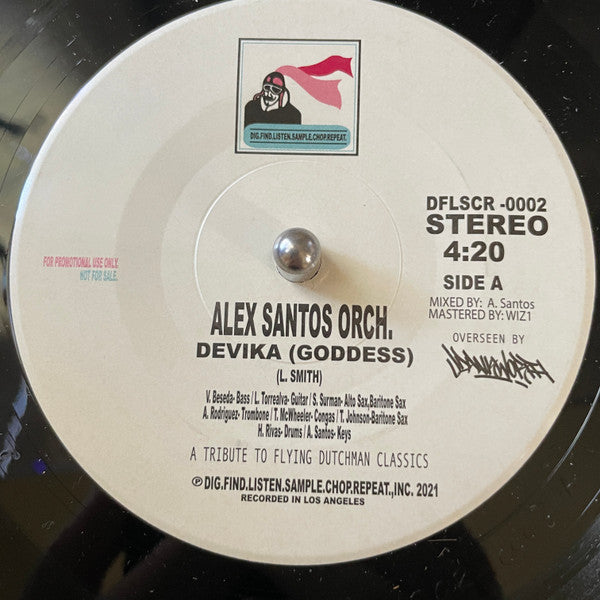 DIG.FIND.LISTEN.SAMPLE.CHOP.REPEAT.
DFLSCR -0002
STEREO
4:20
SIDE A
MIXED BY: A. Santos
MASTERED BY: WIZ1
OVERSEEN BY
FOR PROMOTIONAL USE ONLY.
NOT FOR SALE.
ALEX SANTOS ORCH.
DEVIKA (GODDESS)
(L. SMITH)
V. Beseda- Bass / L. Torrealva- Guitar / S. Surman- Alto Sax,Baritone Sax
A. Rodriguez- Trombone / T. McWheeler- Congas / T. Johnson-Baritone Sax
H. Rivas- Drums / A. Santos- Keys
A TRIBUTE TO FLYING DUTCHMAN CLASSICS
℗ DIG.FIND.LISTEN.SAMPLE.CHOP.REPEAT.,INC. 2021
RECORDED IN LOS ANGELES